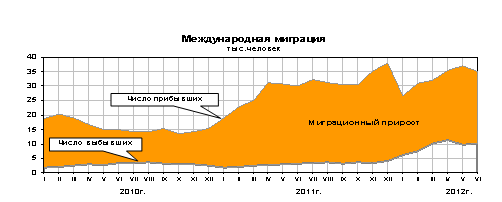 Международная миграция
тыс.человек
40
35
30
25
20
15
10
5
0
Число прибывших
Миграционный прирост
Число выбывших
I II III IV V VI VII VIII IX X XI XII I II III IV V VI VII VIII IX X XI XII I II III IV V VI
2010г. 2011г. 2012г.